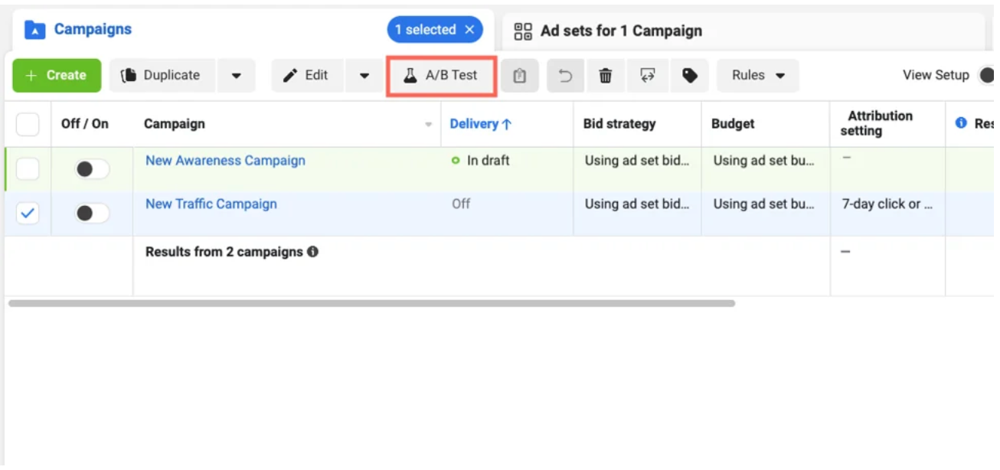 Campaigns
1 selected ×
Ad sets for 1 Campaign
+ Create
Duplicate
Edit
A/B Test
Rules
View Setup
Off / On
Campaign
Delivery ↑
Bid strategy
Budget
Attribution
setting
New Awareness Campaign
In draft
Using ad set bid...
Using ad set bu...
—
New Traffic Campaign
Off
Using ad set bid...
Using ad set bu...
7-day click or ...
Results from 2 campaigns
—